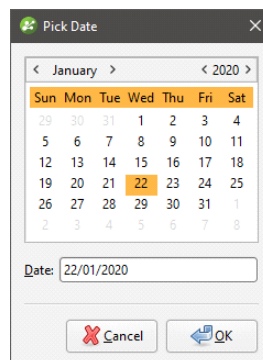 Pick Date
< January > < 2020 >
Sun Mon Tue Wed Thu Fri Sat
29 30 31 1 2 3 4
5 6 7 8 9 10 11
12 13 14 15 16 17 18
19 20 21 22 23 24 25
26 27 28 29 30 31 1
2 3 4 5 6 7 8
Date: 22/01/2020
Cancel OK